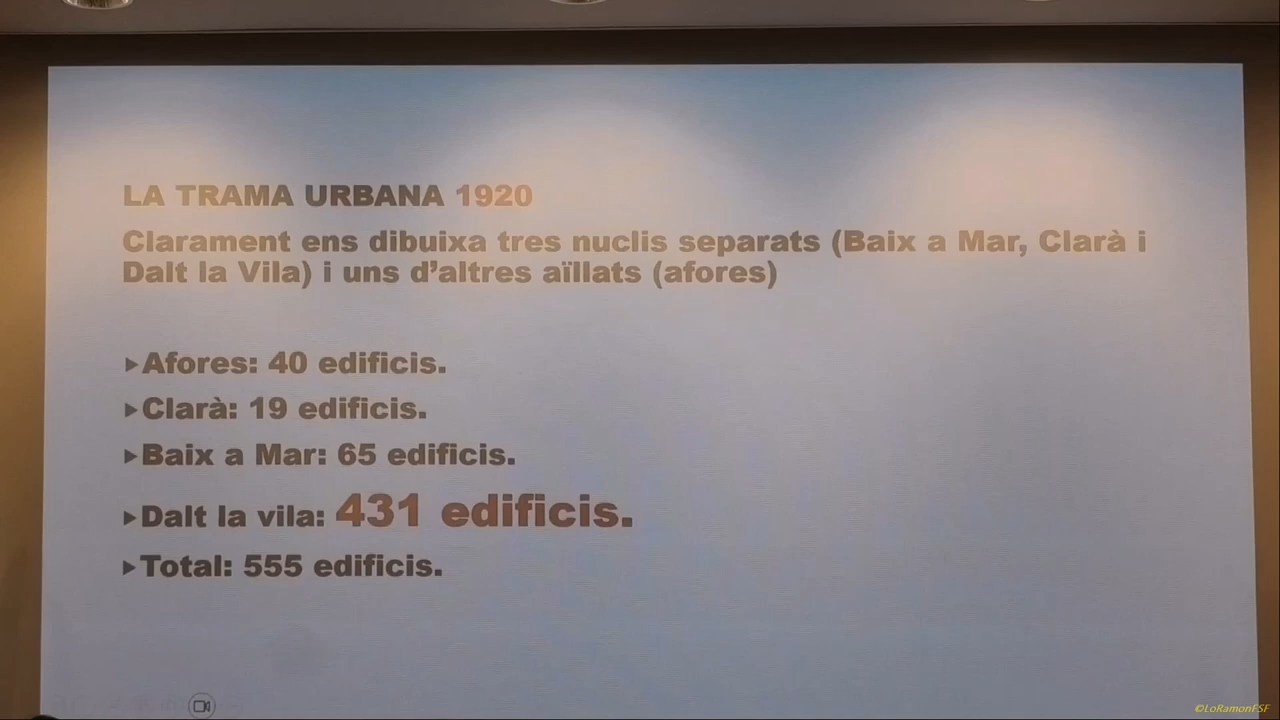 LA TRAMA URBANA 1920
Clarament ens dibuixa tres nuclis separats (Baix a Mar, Clarà i
Dalt la Vila) i uns d’altres aïllats (afores)
Afores: 40 edificis.
Clarà: 19 edificis.
Baix a Mar: 65 edificis.
Dalt la vila: 431 edificis.
Total: 555 edificis.
©LoRamonFSF